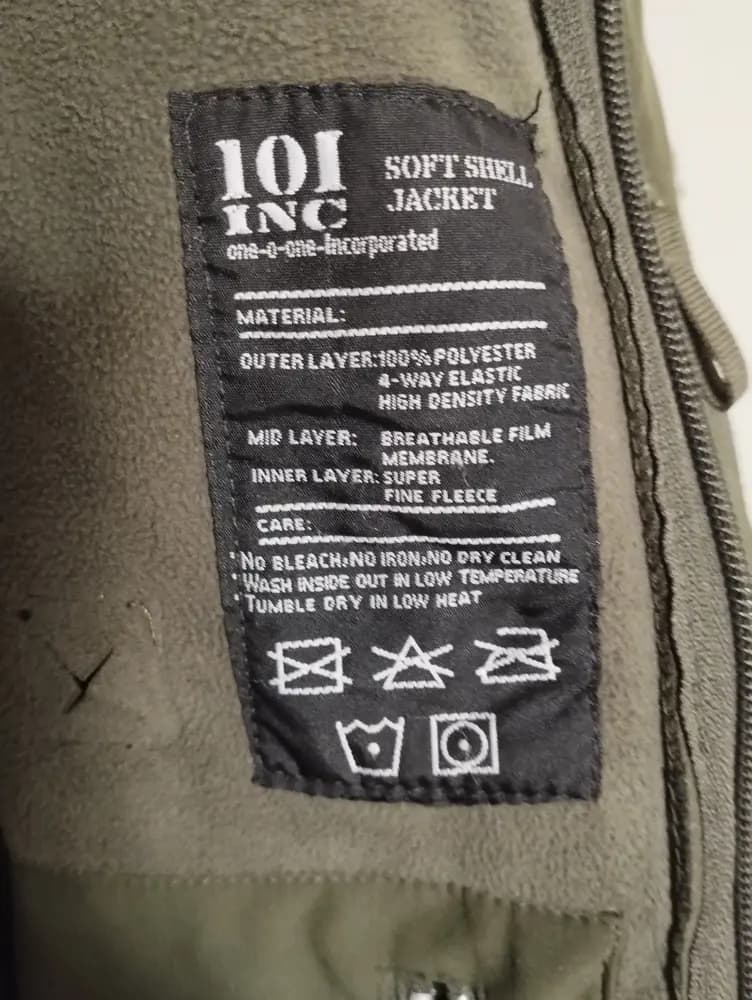 101
INC
one-o-one-Incorporated
SOFT SHELL
JACKET
MATERIAL:
OUTER LAYER:100% POLYESTER
4-WAY ELASTIC
HIGH DENSITY FABRIC
MID LAYER: BREATHABLE FILM
MEMBRANE.
INNER LAYER: SUPER
FINE FLEECE
CARE:
*NO BLEACH,NO IRON,NO DRY CLEAN
*WASH INSIDE OUT IN LOW TEMPERATURE
*TUMBLE DRY IN LOW HEAT